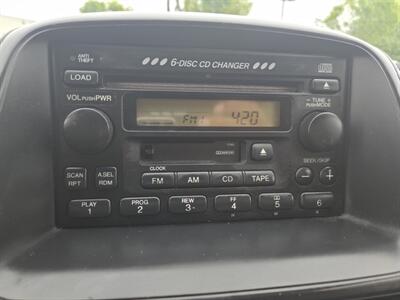 ANTI THEFT
6-DISC CD CHANGER
LOAD
VOL PUSH PWR
TUNE
PUSH MODE
FM1 420
CLOCK
SEEK/SKIP
SCAN RPT
A.SEL RDM
FM AM CD TAPE
PLAY 1
PROG 2
REW 3
FF 4
5
6